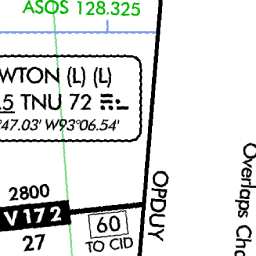 ASOS 128.325
WTON (L) (L)
.5 TNU 72
47.03' W93°06.54'
2800
V172
27
60
TO CID
OPDUY
Overlaps Cha